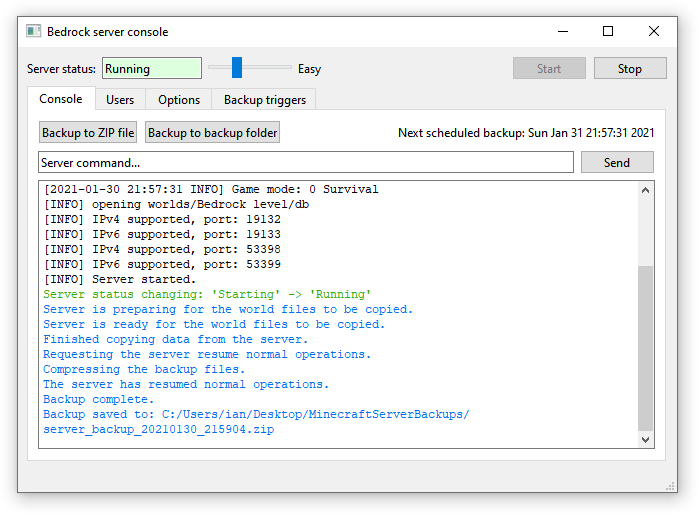 Bedrock server console
Server status: Running Easy Start Stop
Console Users Options Backup triggers
Backup to ZIP file Backup to backup folder Next scheduled backup: Sun Jan 31 21:57:31 2021
Server command... Send
[2021-01-30 21:57:31 INFO] Game mode: 0 Survival
[INFO] opening worlds/Bedrock level/db
[INFO] IPv4 supported, port: 19132
[INFO] IPv6 supported, port: 19133
[INFO] IPv4 supported, port: 53398
[INFO] IPv6 supported, port: 53399
[INFO] Server started.
Server status changing: 'Starting' -> 'Running'
Server is preparing for the world files to be copied.
Server is ready for the world files to be copied.
Finished copying data from the server.
Requesting the server resume normal operations.
Compressing the backup files.
The server has resumed normal operations.
Backup complete.
Backup saved to: C:/Users/ian/Desktop/MinecraftServerBackups/
server_backup_20210130_215904.zip